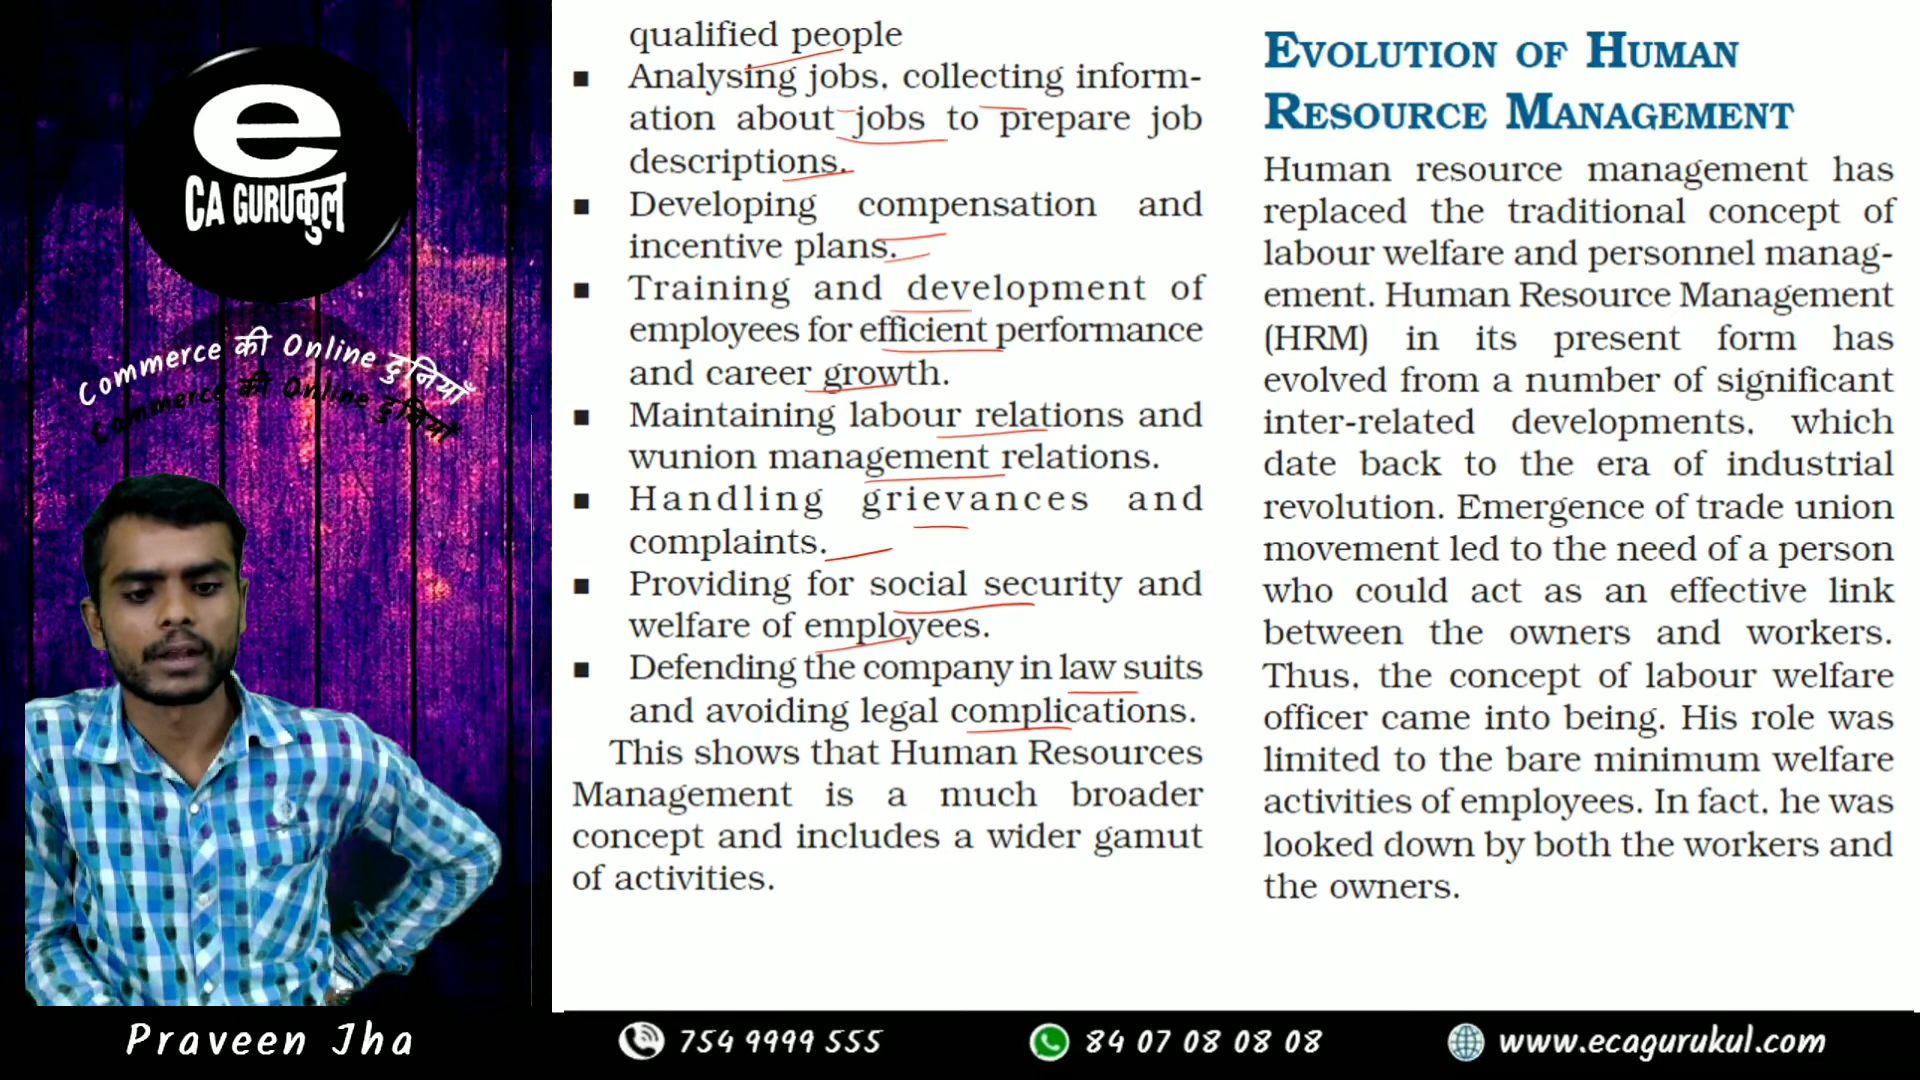 e
CA GURUकुल
Commerce की Online दुनियाँ
Commerce की Online दुनियाँ
qualified people
■ Analysing jobs, collecting inform-
ation about jobs to prepare job
descriptions.
■ Developing compensation and
incentive plans.
■ Training and development of
employees for efficient performance
and career growth.
■ Maintaining labour relations and
wunion management relations.
■ Handling grievances and
complaints.
■ Providing for social security and
welfare of employees.
■ Defending the company in law suits
and avoiding legal complications.
This shows that Human Resources
Management is a much broader
concept and includes a wider gamut
of activities.
EVOLUTION OF HUMAN
RESOURCE MANAGEMENT
Human resource management has
replaced the traditional concept of
labour welfare and personnel manag-
ement. Human Resource Management
(HRM) in its present form has
evolved from a number of significant
inter-related developments, which
date back to the era of industrial
revolution. Emergence of trade union
movement led to the need of a person
who could act as an effective link
between the owners and workers.
Thus, the concept of labour welfare
officer came into being. His role was
limited to the bare minimum welfare
activities of employees. In fact, he was
looked down by both the workers and
the owners.
Praveen Jha
754 9999 555
84 07 08 08 08
www.ecagurukul.com